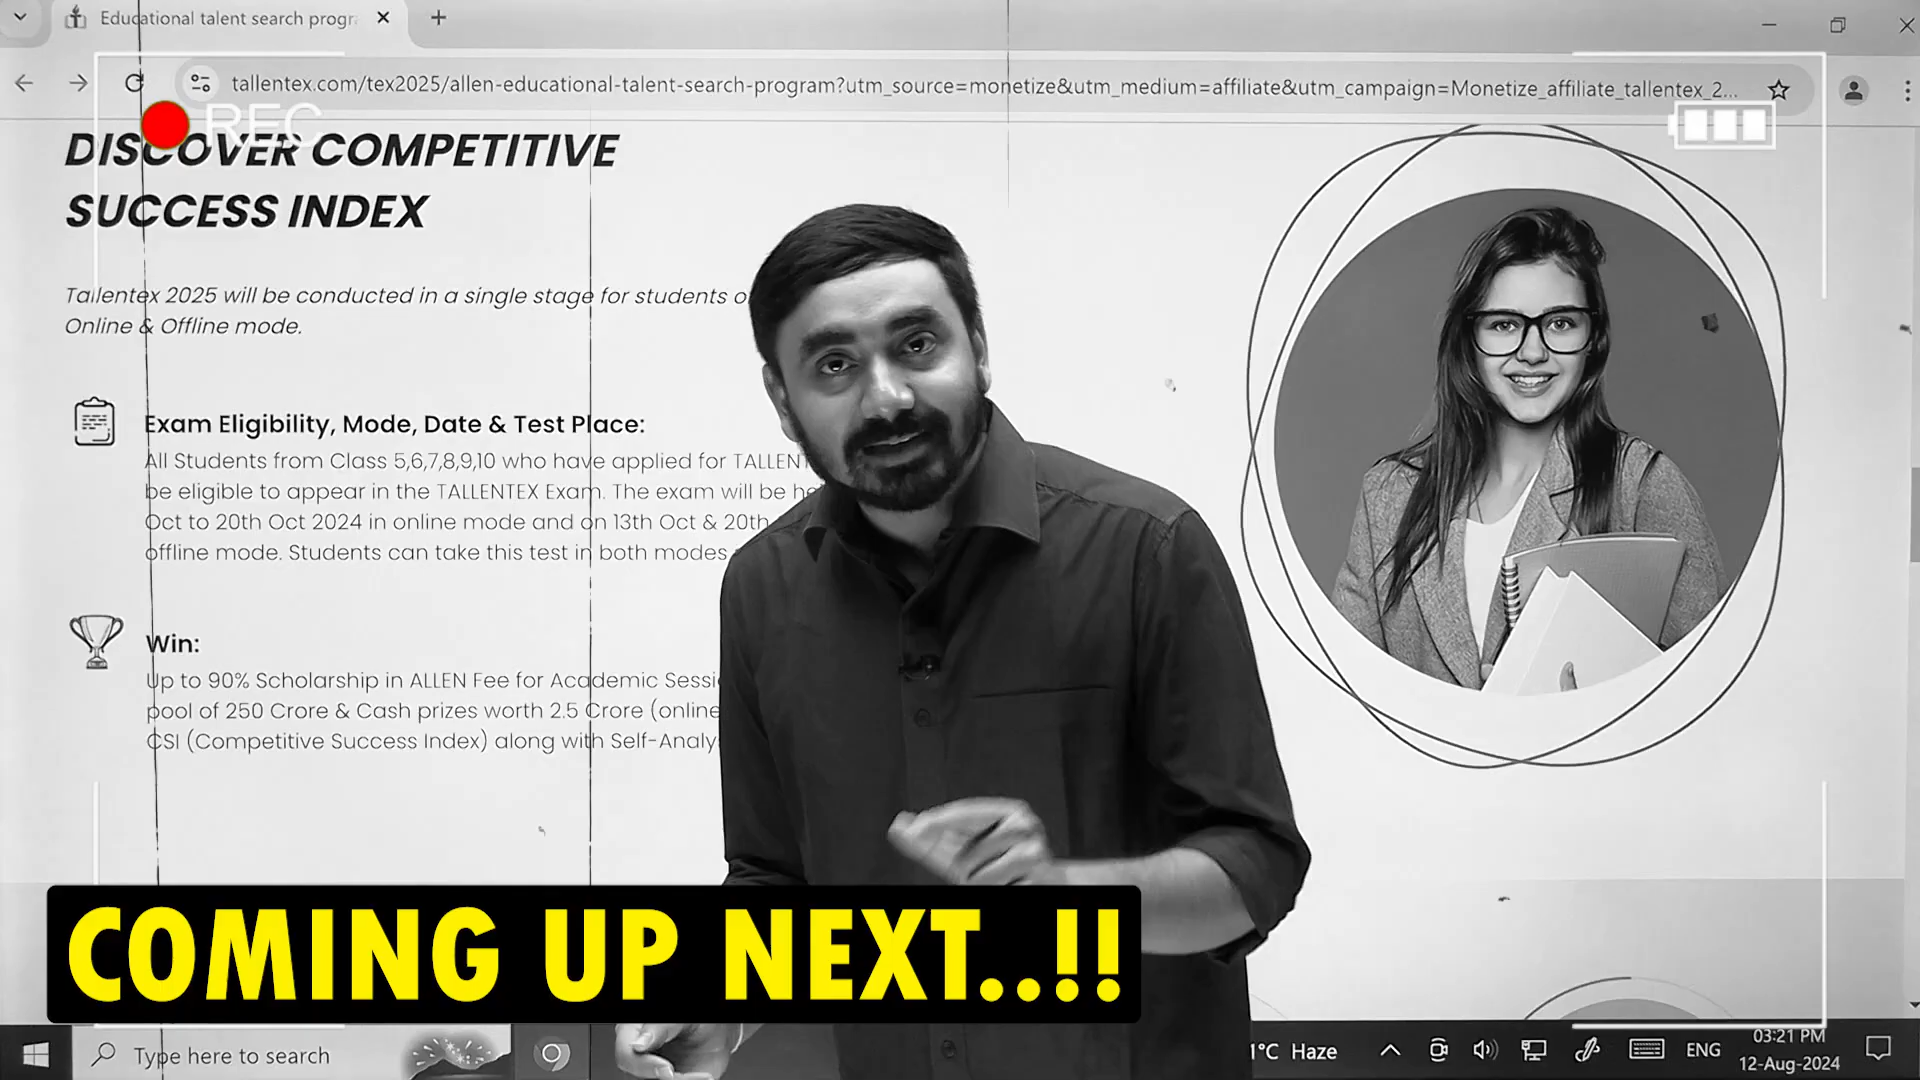 Educational talent search progr
tallentex.com/tex2025/allen-educational-talent-search-program?utm_source=monetize&utm_medium=affiliate&utm_campaign=Monetize_affiliate_tallentex_2...
REC
DISCOVER COMPETITIVE
SUCCESS INDEX
Tallentex 2025 will be conducted in a single stage for students o
Online & Offline mode.
Exam Eligibility, Mode, Date & Test Place:
All Students from Class 5,6,7,8,9,10 who have applied for TALLENT
be eligible to appear in the TALLENTEX Exam. The exam will be he
Oct to 20th Oct 2024 in online mode and on 13th Oct & 20th
offline mode. Students can take this test in both modes
Win:
Up to 90% Scholarship in ALLEN Fee for Academic Sessi
pool of 250 Crore & Cash prizes worth 2.5 Crore (online
CSI (Competitive Success Index) along with Self-Analy
COMING UP NEXT..!!
Type here to search
1°C Haze
ENG
03:21 PM
12-Aug-2024